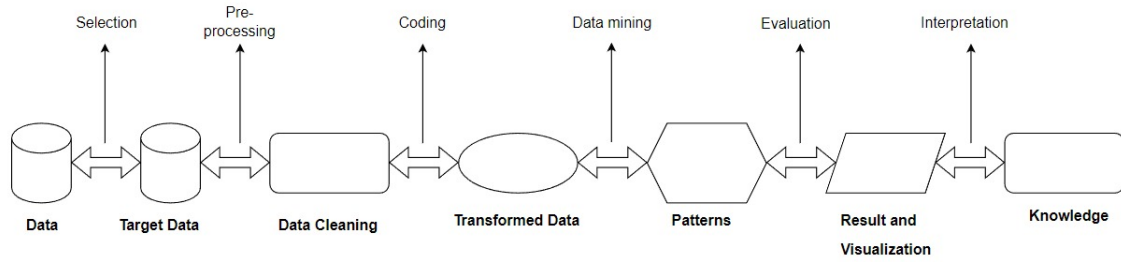 Selection
Pre-
processing
Coding
Data mining
Evaluation
Interpretation
Data
Target Data
Data Cleaning
Transformed Data
Patterns
Result and
Visualization
Knowledge